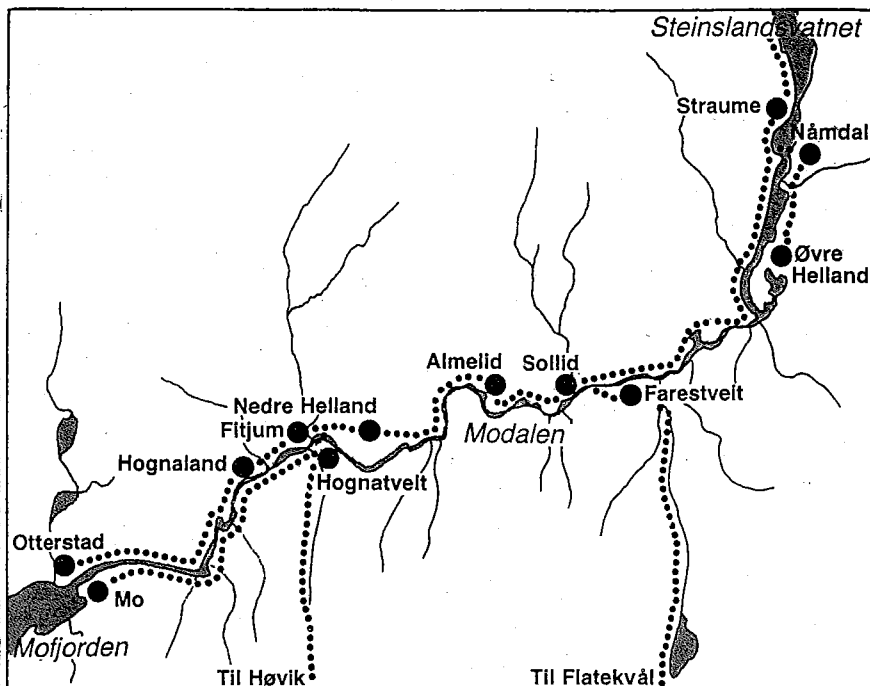 Steinslandsvatnet
Straume
Nåmdal
Øvre
Helland
Almelid
Sollid
Farestveit
Nedre Helland
Fitjum
Modalen
Hognaland
Hognatveit
Otterstad
Mo
Mofjorden
Til Høvik
Til Flatekvål